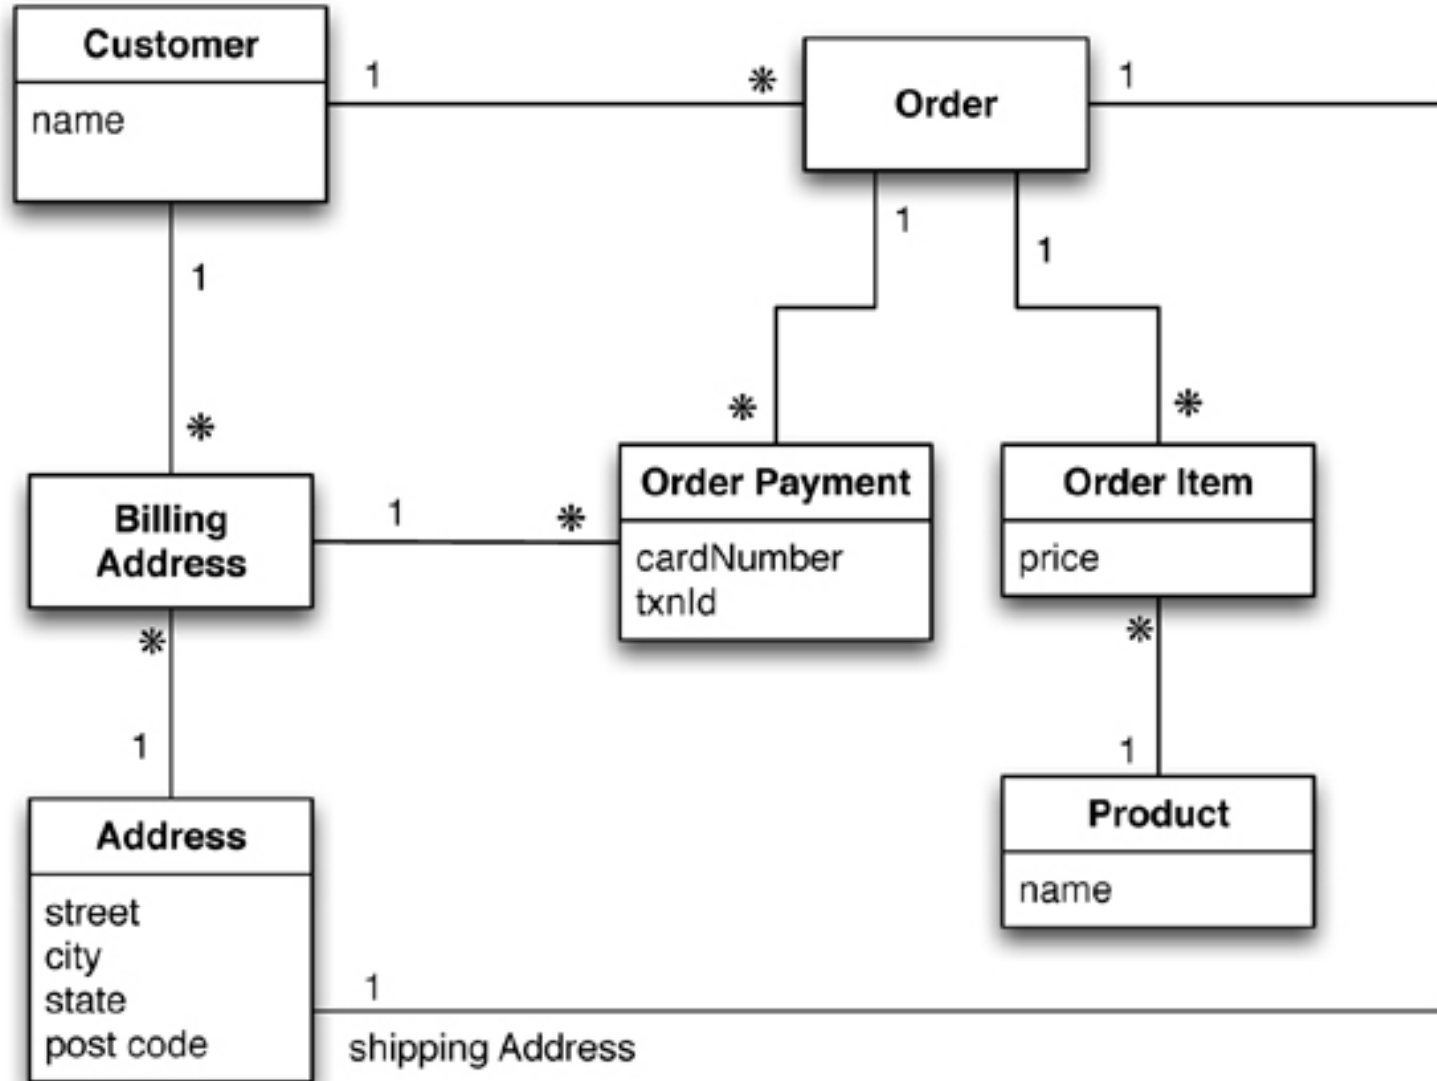 Customer
name
1
*
Order
1
1
1
1
*
*
*
Billing
Address
1
*
Order Payment
cardNumber
txnId
Order Item
price
*
1
*
1
Address
street
city
state
post code
Product
name
1
shipping Address